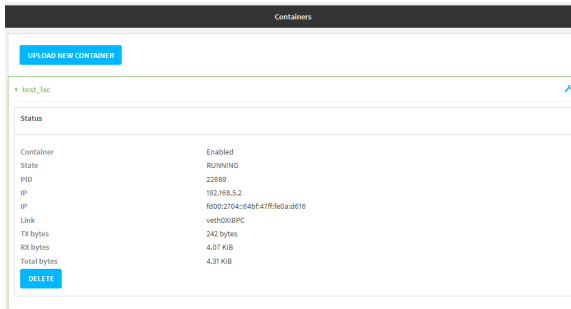 Containers
UPLOAD NEW CONTAINER
test_lxc
Status
Container Enabled
State RUNNING
PID 22689
IP 192.168.5.2
IP fd00:2704::64bf:47ff:fe0a:d616
Link veth0XIBPC
TX bytes 242 bytes
RX bytes 4.07 KiB
Total bytes 4.31 KiB
DELETE